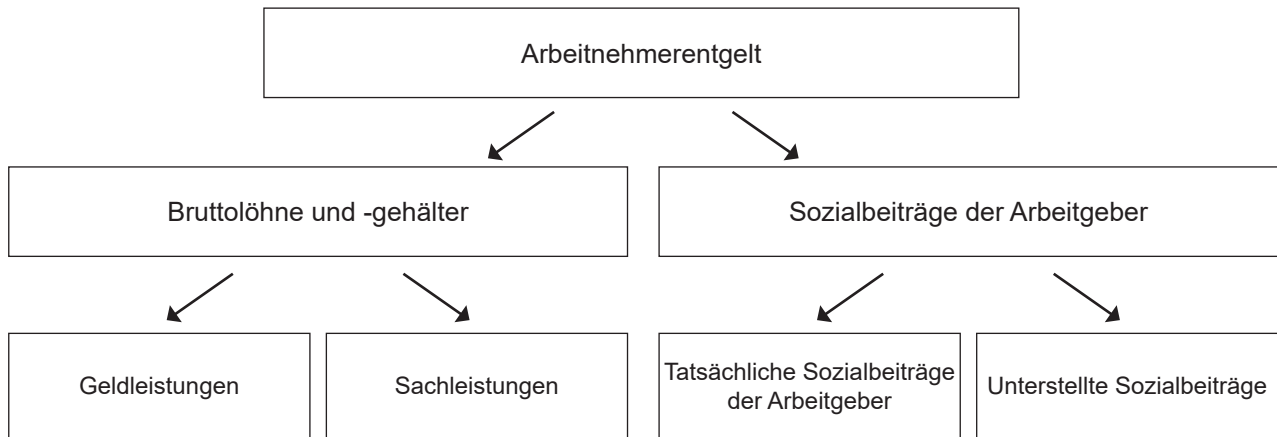 Arbeitnehmerentgelt
Bruttolöhne und -gehälter
Sozialbeiträge der Arbeitgeber
Geldleistungen
Sachleistungen
Tatsächliche Sozialbeiträge
der Arbeitgeber
Unterstellte Sozialbeiträge